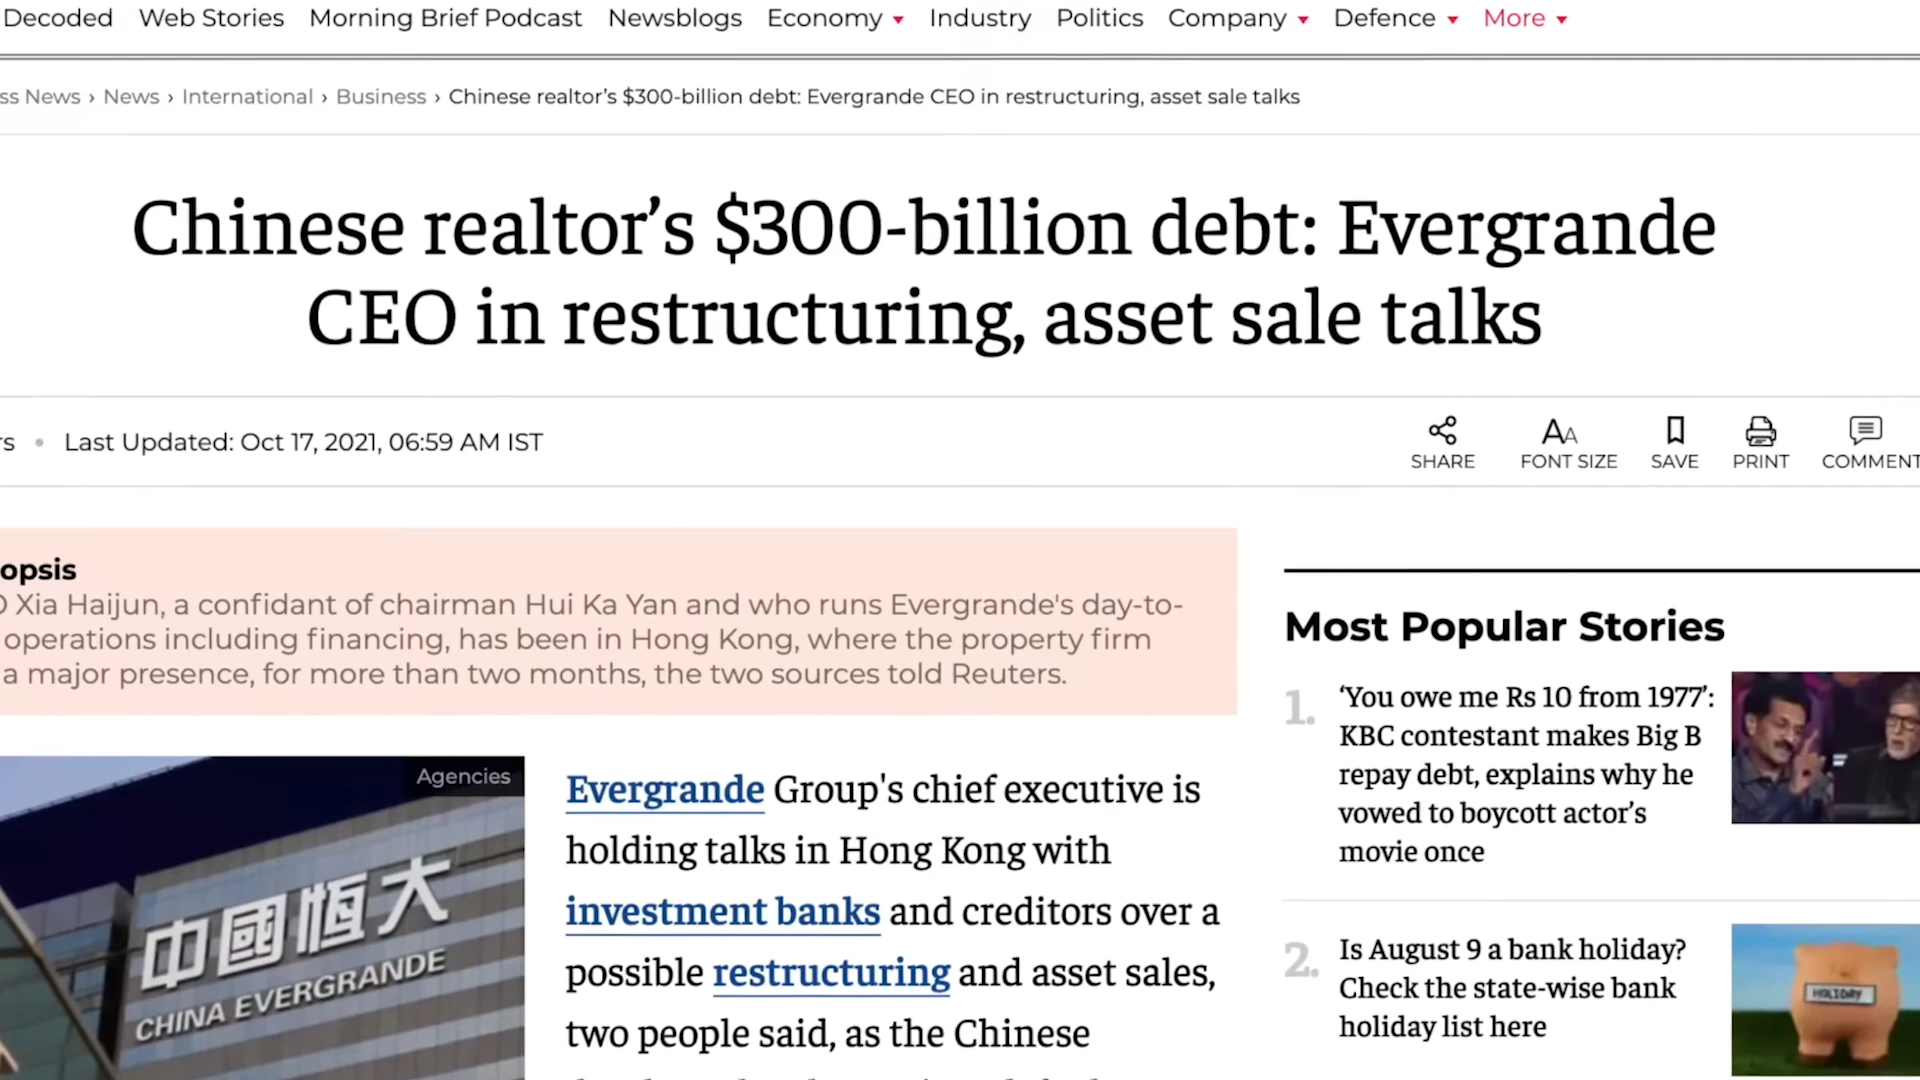 Decoded Web Stories Morning Brief Podcast Newsblogs Economy Industry Politics Company Defence More
ss News › News › International › Business › Chinese realtor’s $300-billion debt: Evergrande CEO in restructuring, asset sale talks
Chinese realtor’s $300-billion debt: Evergrande
CEO in restructuring, asset sale talks
rs • Last Updated: Oct 17, 2021, 06:59 AM IST
SHARE FONT SIZE SAVE PRINT COMMENT
opsis
O Xia Haijun, a confidant of chairman Hui Ka Yan and who runs Evergrande's day-to-
operations including financing, has been in Hong Kong, where the property firm
a major presence, for more than two months, the two sources told Reuters.
Agencies
中國恆大
CHINA EVERGRANDE
Evergrande Group's chief executive is
holding talks in Hong Kong with
investment banks and creditors over a
possible restructuring and asset sales,
two people said, as the Chinese
Most Popular Stories
1.
‘You owe me Rs 10 from 1977’:
KBC contestant makes Big B
repay debt, explains why he
vowed to boycott actor’s
movie once
2.
Is August 9 a bank holiday?
Check the state-wise bank
holiday list here
HOLIDAY